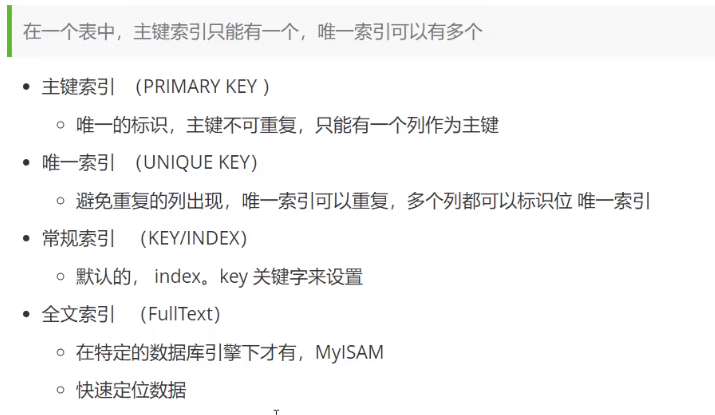 在一个表中，主键索引只能有一个，唯一索引可以有多个
主键索引 （PRIMARY KEY ）
唯一的标识，主键不可重复，只能有一个列作为主键
唯一索引 （UNIQUE KEY）
避免重复的列出现，唯一索引可以重复，多个列都可以标识位 唯一索引
常规索引 （KEY/INDEX）
默认的， index。key 关键字来设置
全文索引 （FullText）
在特定的数据库引擎下才有，MyISAM
快速定位数据